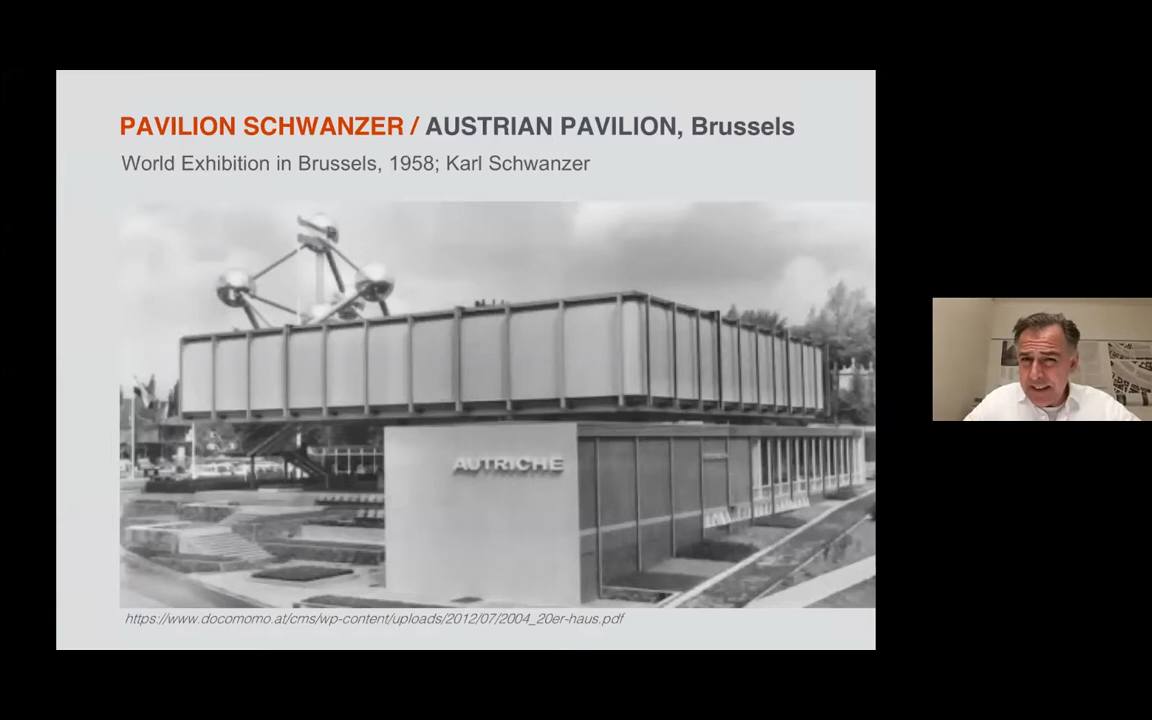 PAVILION SCHWANZER / AUSTRIAN PAVILION, Brussels
World Exhibition in Brussels, 1958; Karl Schwanzer
AUTRICHE
https://www.docomomo.at/cms/wp-content/uploads/2012/07/2004_20er-haus.pdf